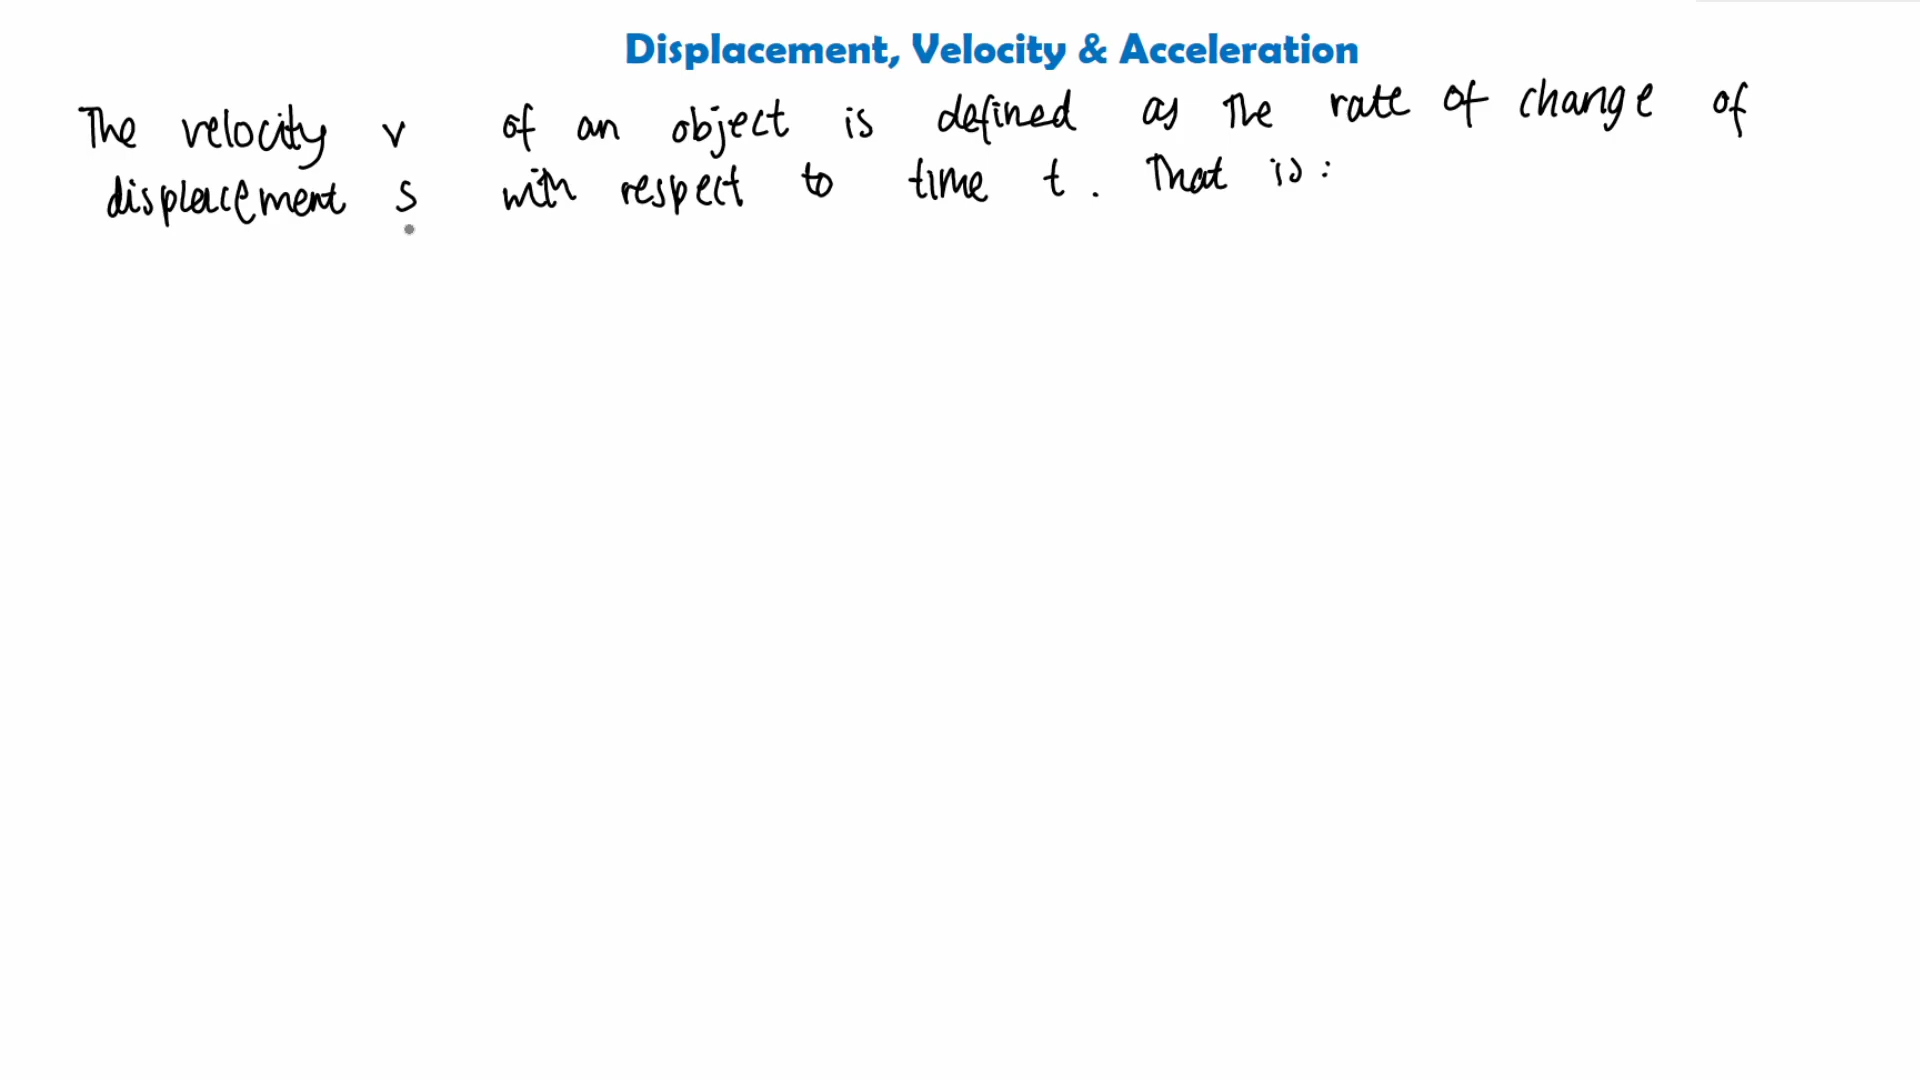 Displacement, Velocity & Acceleration
The velocity v of an object is defined as the rate of change of
displacement s with respect to time t. That is: